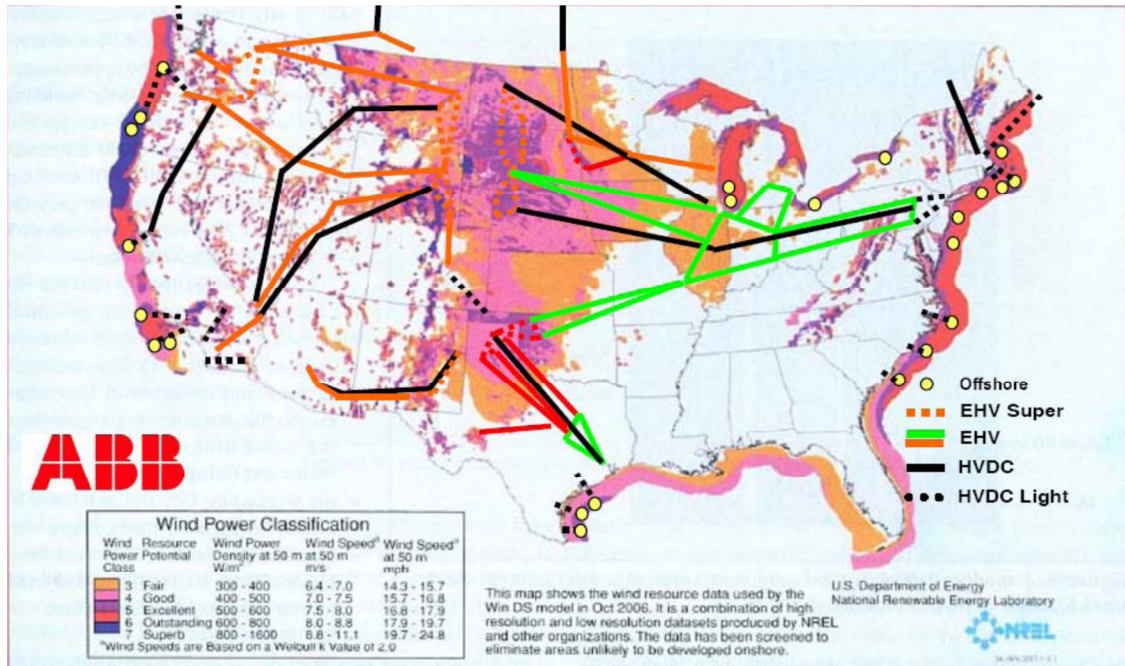 Offshore
EHV Super
EHV
HVDC
HVDC Light
ABB
Wind Power Classification
Wind Resource Wind Power Wind Speedª Wind Speedª
Power Potential Density at 50 m at 50 m at 50 m
Class W/m² m/s mph
3 Fair 300 - 400 6.4 - 7.0 14.3 - 15.7
4 Good 400 - 500 7.0 - 7.5 15.7 - 16.8
5 Excellent 500 - 600 7.5 - 8.0 16.8 - 17.9
6 Outstanding 600 - 800 8.0 - 8.8 17.9 - 19.7
7 Superb 800 - 1600 8.8 - 11.1 19.7 - 24.8
ªWind Speeds are Based on a Weibull k Value of 2.0
This map shows the wind resource data used by the
Win DS model in Oct 2006. It is a combination of high
resolution and low resolution datasets produced by NREL
and other organizations. The data has been screened to
eliminate areas unlikely to be developed onshore.
U.S. Department of Energy
National Renewable Energy Laboratory
NREL